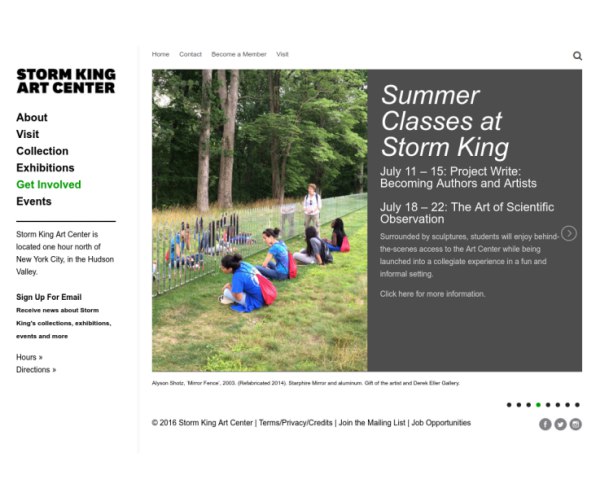 Home Contact Become a Member Visit
STORM KING
ART CENTER
About
Visit
Collection
Exhibitions
Get Involved
Events
Storm King Art Center is
located one hour north of
New York City, in the Hudson
Valley.
Sign Up For Email
Receive news about Storm
King's collections, exhibitions,
events and more
Hours »
Directions »
Summer
Classes at
Storm King
July 11 – 15: Project Write:
Becoming Authors and Artists
July 18 – 22: The Art of Scientific
Observation
Surrounded by sculptures, students will enjoy behind-
the-scenes access to the Art Center while being
launched into a collegiate experience in a fun and
informal setting.
Click here for more information.
Alyson Shotz, 'Mirror Fence', 2003. (Refabricated 2014). Starphire Mirror and aluminum. Gift of the artist and Derek Eller Gallery.
© 2016 Storm King Art Center | Terms/Privacy/Credits | Join the Mailing List | Job Opportunities